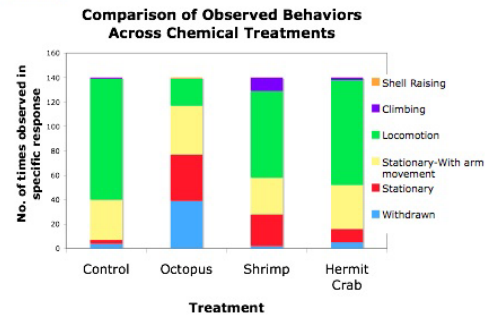 Comparison of Observed Behaviors
Across Chemical Treatments
No. of times observed in
specific response
160
140
120
100
80
60
40
20
0
Control
Octopus
Shrimp
Hermit
Crab
Treatment
Shell Raising
Climbing
Locomotion
Stationary-With arm
movement
Stationary
Withdrawn